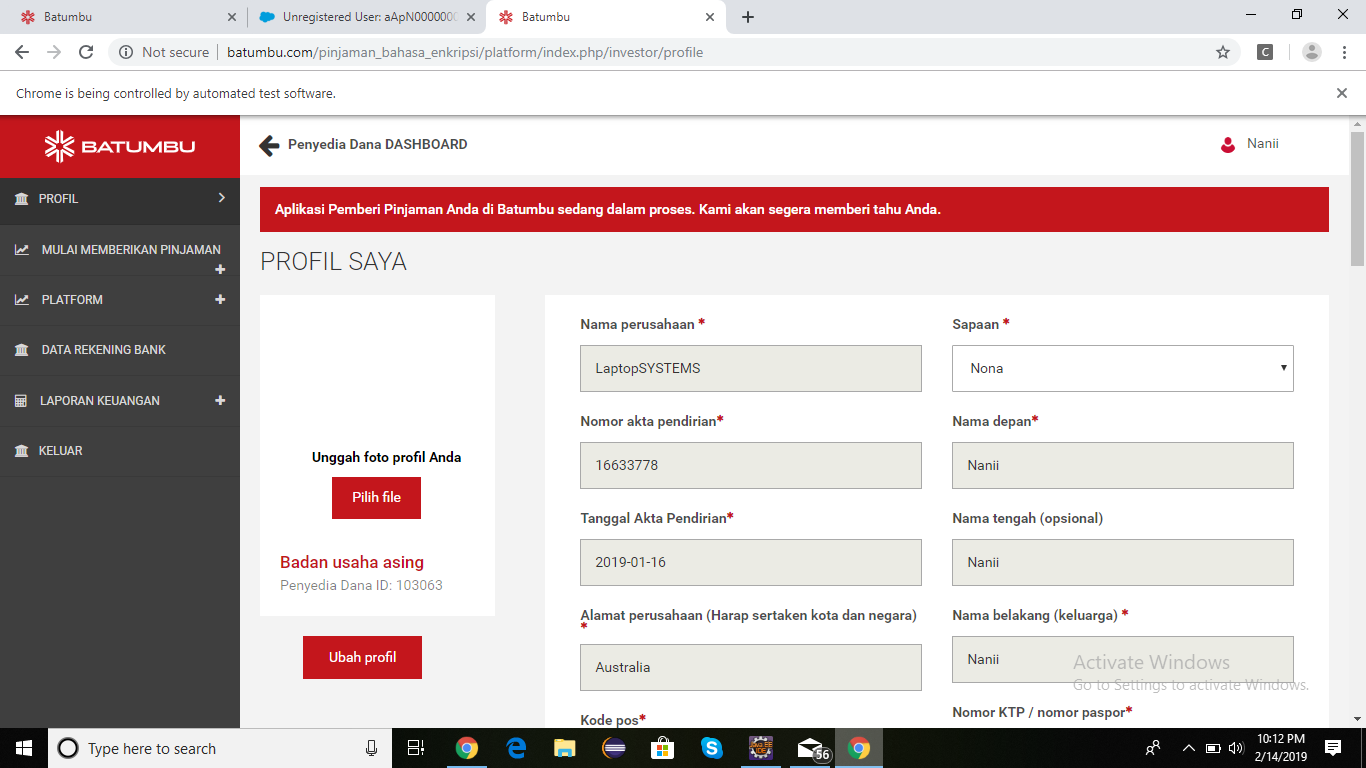 Batumbu
Unregistered User: aApN000000
Batumbu
Not secure
batumbu.com/pinjaman_bahasa_enkripsi/platform/index.php/investor/profile
C
Chrome is being controlled by automated test software.
BATUMBU
Penyedia Dana DASHBOARD
Nanii
PROFIL
MULAI MEMBERIKAN PINJAMAN
PLATFORM
DATA REKENING BANK
LAPORAN KEUANGAN
KELUAR
Aplikasi Pemberi Pinjaman Anda di Batumbu sedang dalam proses. Kami akan segera memberi tahu Anda.
PROFIL SAYA
Unggah foto profil Anda
Pilih file
Badan usaha asing
Penyedia Dana ID: 103063
Ubah profil
Nama perusahaan *
LaptopSYSTEMS
Nomor akta pendirian*
16633778
Tanggal Akta Pendirian*
2019-01-16
Alamat perusahaan (Harap sertaken kota dan negara)
*
Australia
Kode pos*
Sapaan *
Nona
Nama depan*
Nanii
Nama tengah (opsional)
Nanii
Nama belakang (keluarga) *
Nanii
Nomor KTP / nomor paspor*
Activate Windows
Go to Settings to activate Windows.
Type here to search
56
10:12 PM
2/14/2019